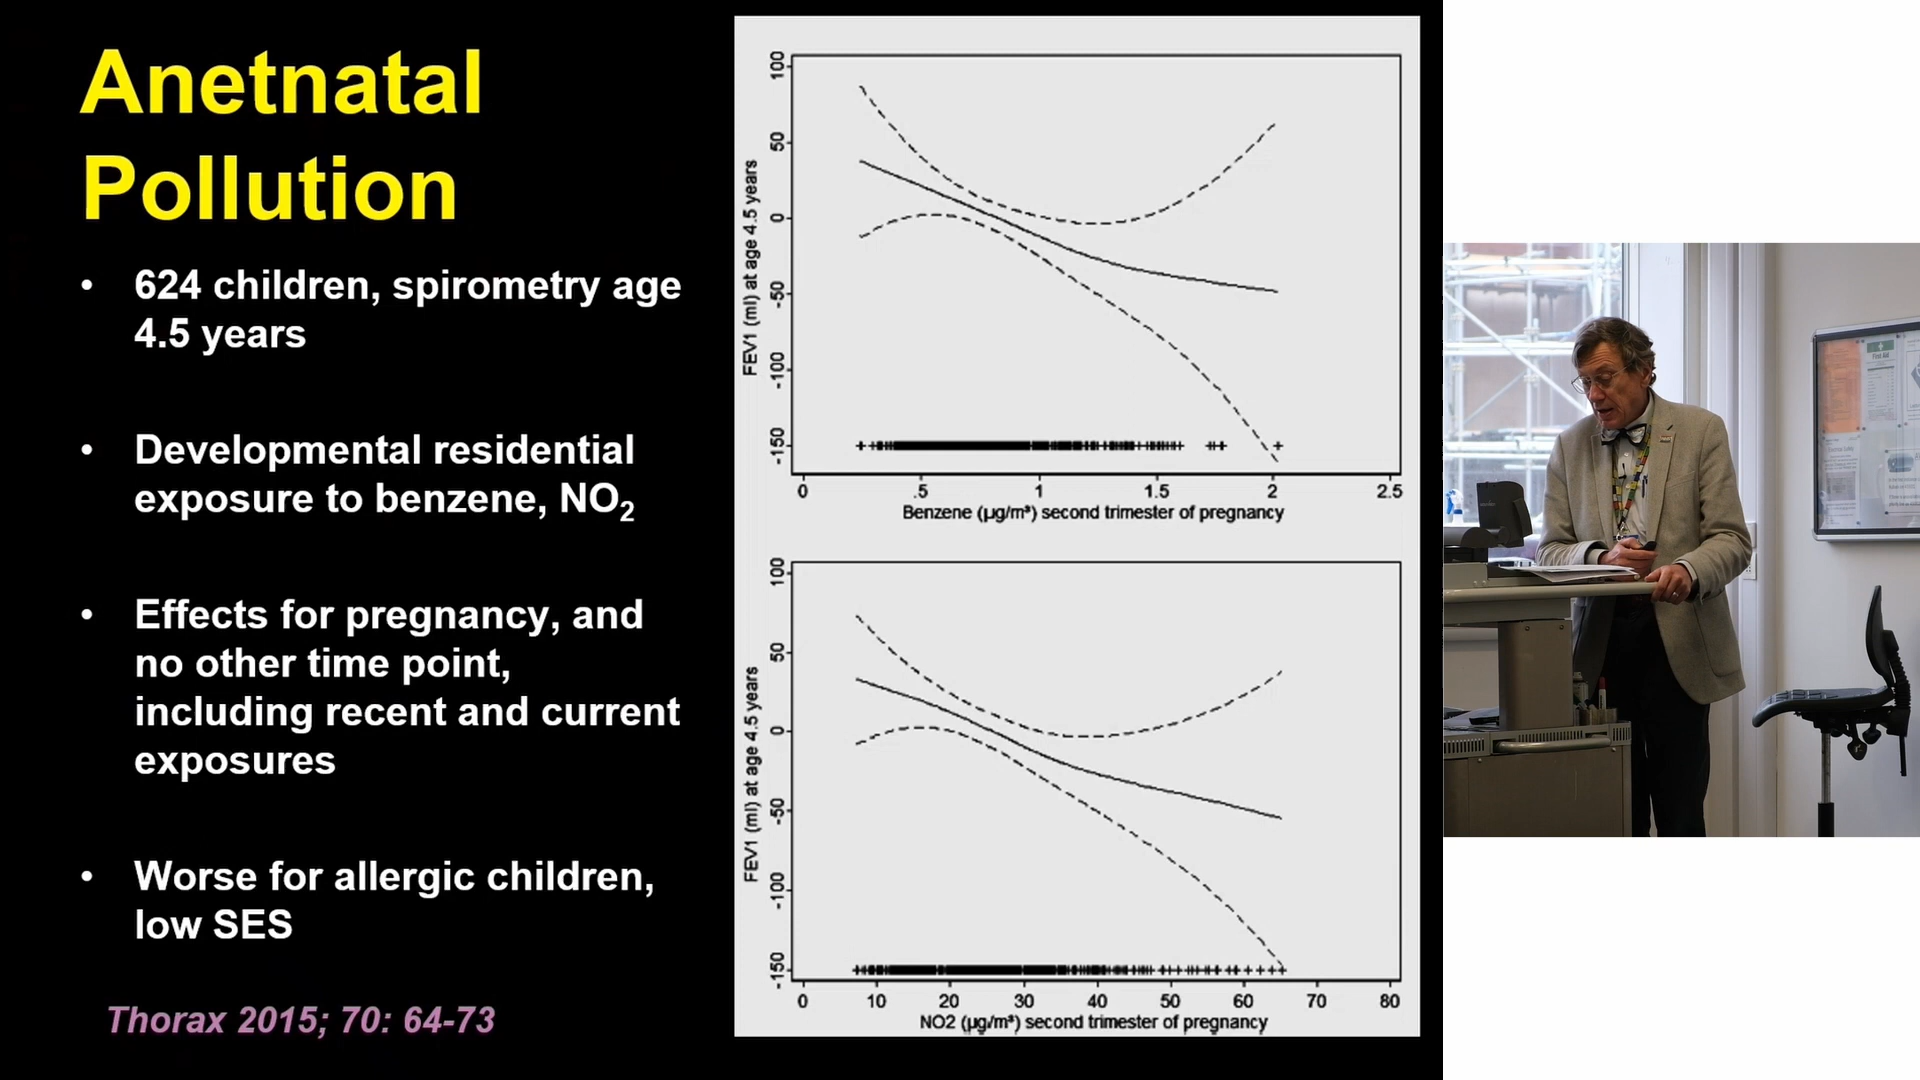 Anetnatal
Pollution
• 624 children, spirometry age
4.5 years
• Developmental residential
exposure to benzene, NO₂
• Effects for pregnancy, and
no other time point,
including recent and current
exposures
• Worse for allergic children,
low SES
Thorax 2015; 70: 64-73
FEV1 (ml) at age 4.5 years
100
50
0
-50
-100
-150
0 .5 1 1.5 2 2.5
Benzene (µg/m³) second trimester of pregnancy
FEV1 (ml) at age 4.5 years
100
50
0
-50
-100
-150
0 10 20 30 40 50 60 70 80
NO2 (µg/m³) second trimester of pregnancy
First Aid